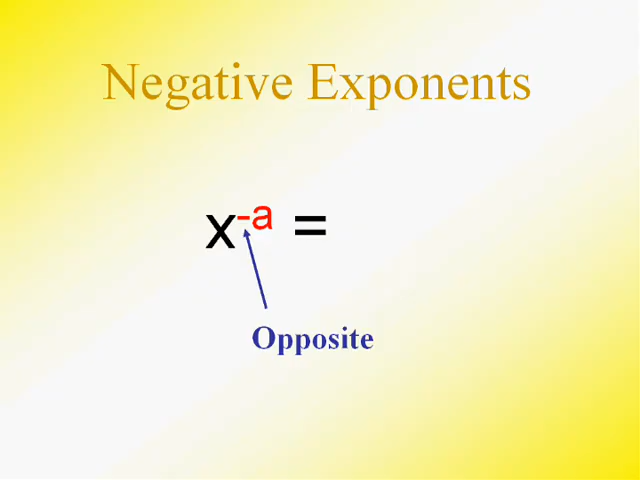 Negative Exponents
x⁻ᵃ =
Opposite